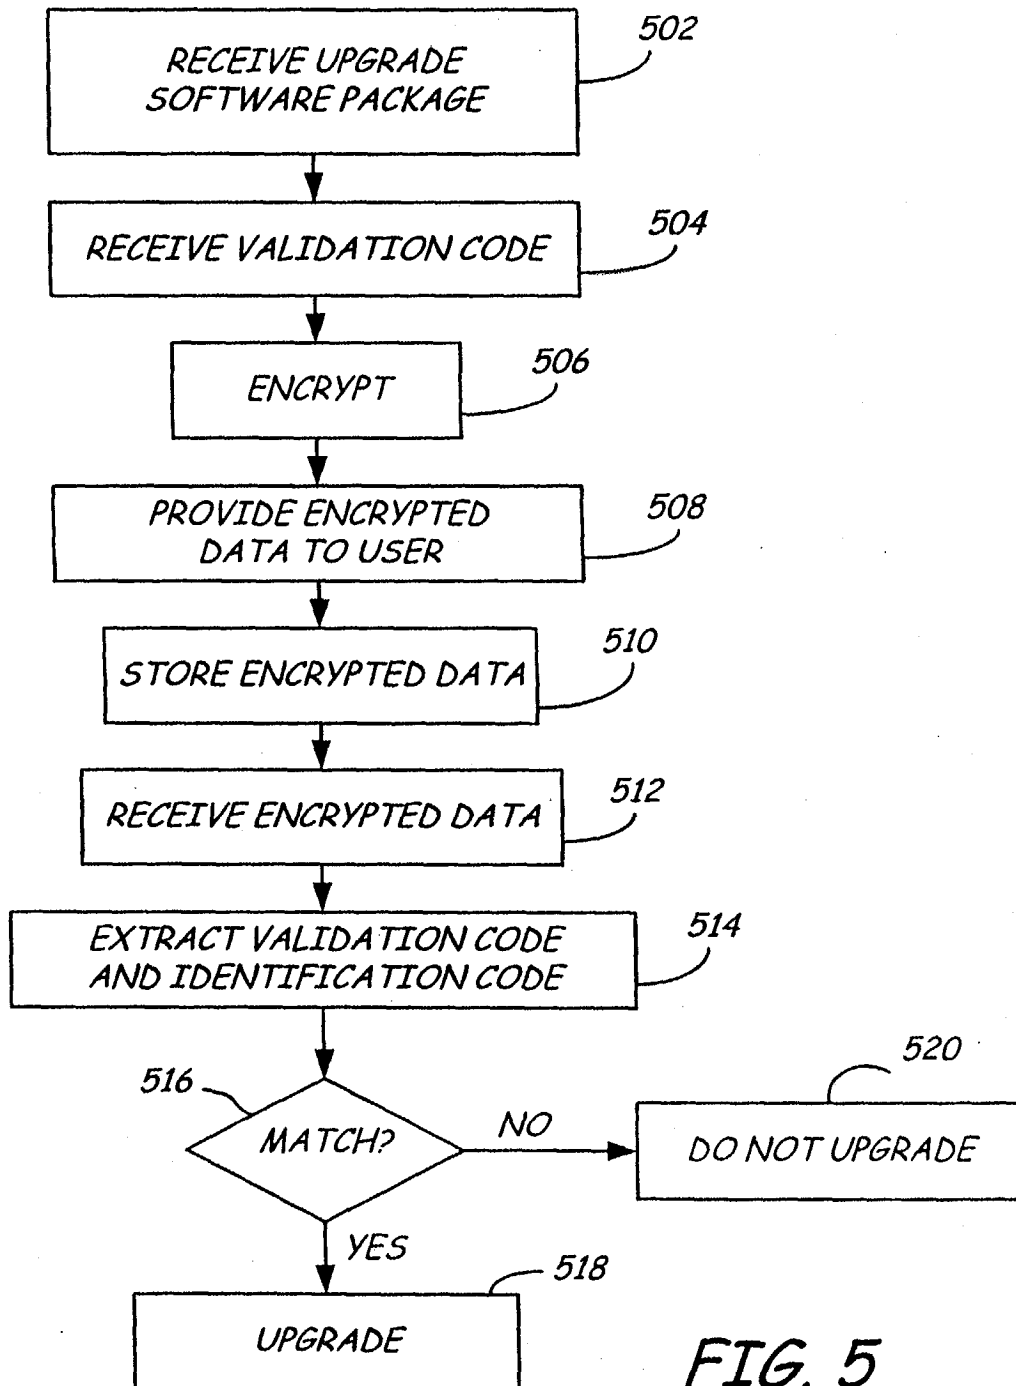 RECEIVE UPGRADE
SOFTWARE PACKAGE
502
RECEIVE VALIDATION CODE
504
ENCRYPT
506
PROVIDE ENCRYPTED
DATA TO USER
508
STORE ENCRYPTED DATA
510
RECEIVE ENCRYPTED DATA
512
EXTRACT VALIDATION CODE
AND IDENTIFICATION CODE
514
516
MATCH?
NO
520
DO NOT UPGRADE
YES
518
UPGRADE
FIG. 5